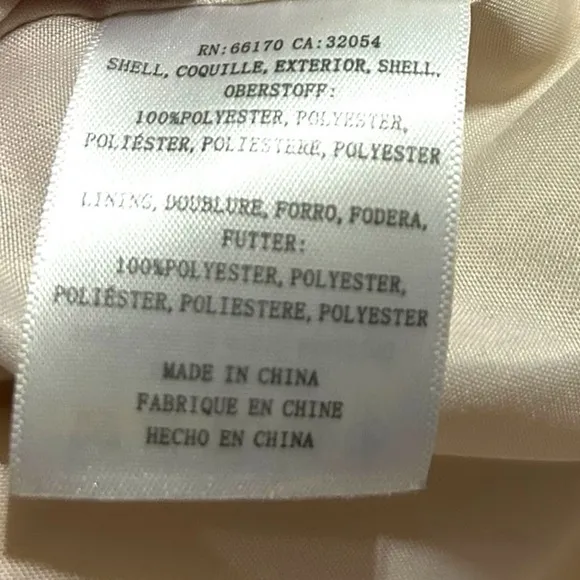 RN:66170 CA:32054
SHELL, COQUILLE, EXTERIOR, SHELL,
OBERSTOFF:
100%POLYESTER, POLYESTER,
POLIÉSTER, POLIESTERE, POLYESTER
LINING, DOUBLURE, FORRO, FODERA,
FUTTER:
100%POLYESTER, POLYESTER,
POLIÉSTER, POLIESTERE, POLYESTER
MADE IN CHINA
FABRIQUE EN CHINE
HECHO EN CHINA